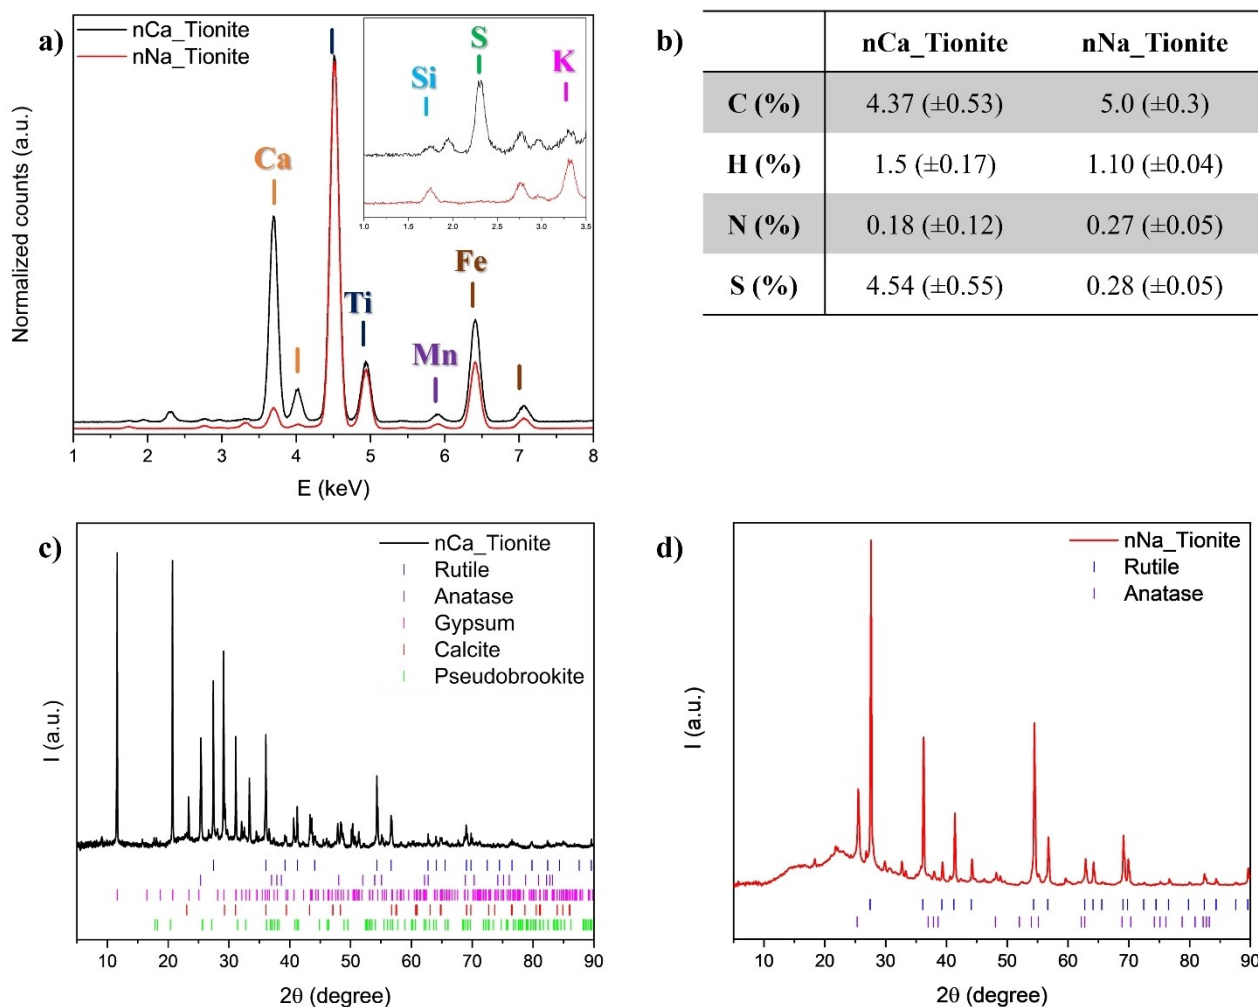 a)
nCa_Tionite
nNa_Tionite
Normalized counts (a.u.)
Ca
Ti
Mn
Fe
Si
S
K
1.0 1.5 2.0 2.5 3.0 3.5
1 2 3 4 5 6 7 8
E (keV)
b)
nCa_Tionite nNa_Tionite
C (%) 4.37 (±0.53) 5.0 (±0.3)
H (%) 1.5 (±0.17) 1.10 (±0.04)
N (%) 0.18 (±0.12) 0.27 (±0.05)
S (%) 4.54 (±0.55) 0.28 (±0.05)
c)
nCa_Tionite
Rutile
Anatase
Gypsum
Calcite
Pseudobrookite
I (a.u.)
10 20 30 40 50 60 70 80 90
2θ (degree)
d)
nNa_Tionite
Rutile
Anatase
I (a.u.)
10 20 30 40 50 60 70 80 90
2θ (degree)